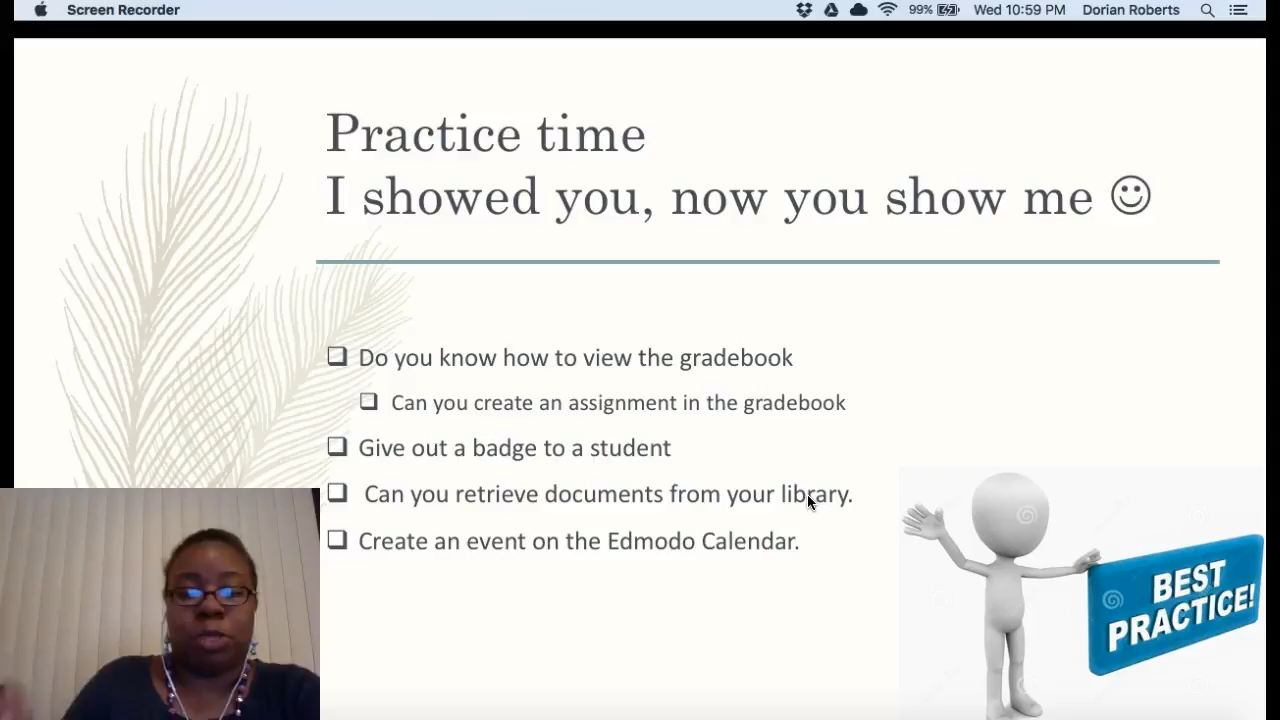 Screen Recorder 99% Wed 10:59 PM Dorian Roberts
Practice time
I showed you, now you show me ☺
Do you know how to view the gradebook
Can you create an assignment in the gradebook
Give out a badge to a student
Can you retrieve documents from your library.
Create an event on the Edmodo Calendar.
BEST
PRACTICE!